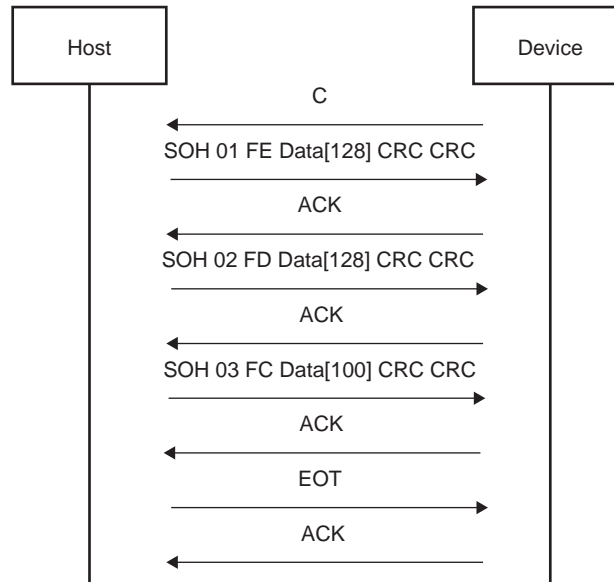 Host
Device
C
SOH 01 FE Data[128] CRC CRC
ACK
SOH 02 FD Data[128] CRC CRC
ACK
SOH 03 FC Data[100] CRC CRC
ACK
EOT
ACK